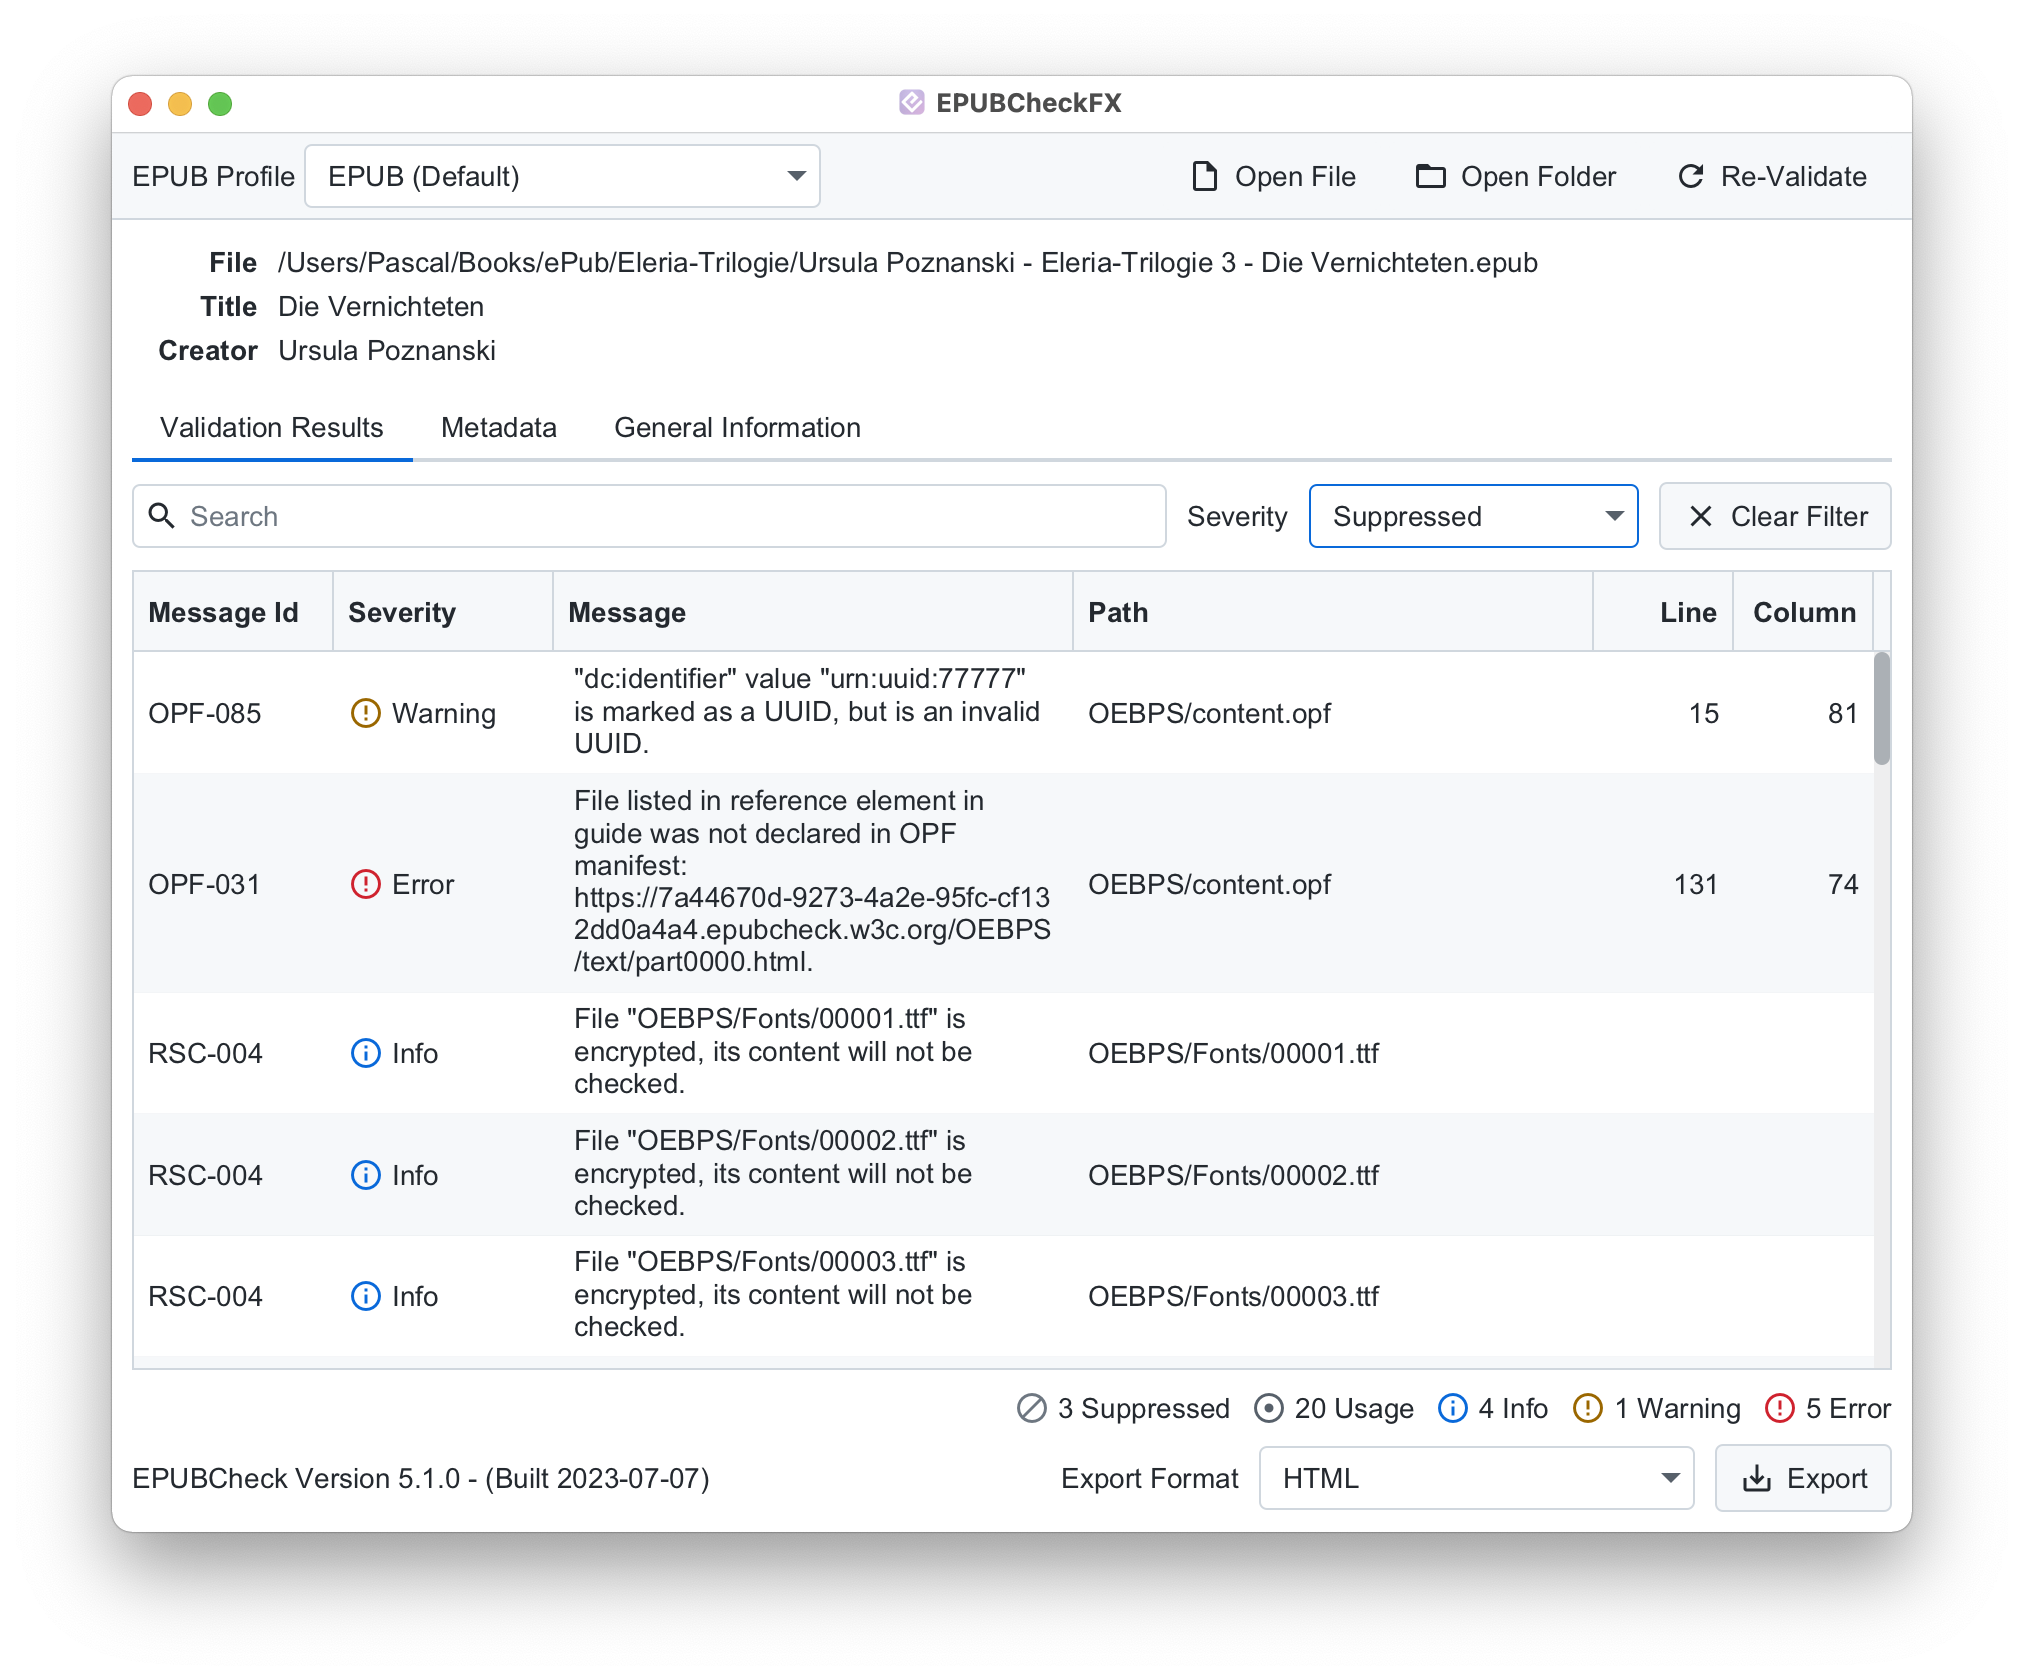 EPUBCheckFX
EPUB Profile EPUB (Default) Open File Open Folder Re-Validate
File /Users/Pascal/Books/ePub/Eleria-Trilogie/Ursula Poznanski - Eleria-Trilogie 3 - Die Vernichteten.epub
Title Die Vernichteten
Creator Ursula Poznanski
Validation Results Metadata General Information
Search Severity Suppressed Clear Filter
Message Id Severity Message Path Line Column
"dc:identifier" value "urn:uuid:77777"
OPF-085 Warning is marked as a UUID, but is an invalid OEBPS/content.opf 15 81
UUID.
File listed in reference element in
guide was not declared in OPF
manifest:
OPF-031 Error https://7a44670d-9273-4a2e-95fc-cf13 OEBPS/content.opf 131 74
2dd0a4a4.epubcheck.w3c.org/OEBPS
/text/part0000.html.
File "OEBPS/Fonts/00001.ttf" is
RSC-004 Info encrypted, its content will not be OEBPS/Fonts/00001.ttf
checked.
File "OEBPS/Fonts/00002.ttf" is
RSC-004 Info encrypted, its content will not be OEBPS/Fonts/00002.ttf
checked.
File "OEBPS/Fonts/00003.ttf" is
RSC-004 Info encrypted, its content will not be OEBPS/Fonts/00003.ttf
checked.
3 Suppressed 20 Usage 4 Info 1 Warning 5 Error
EPUBCheck Version 5.1.0 - (Built 2023-07-07) Export Format HTML Export